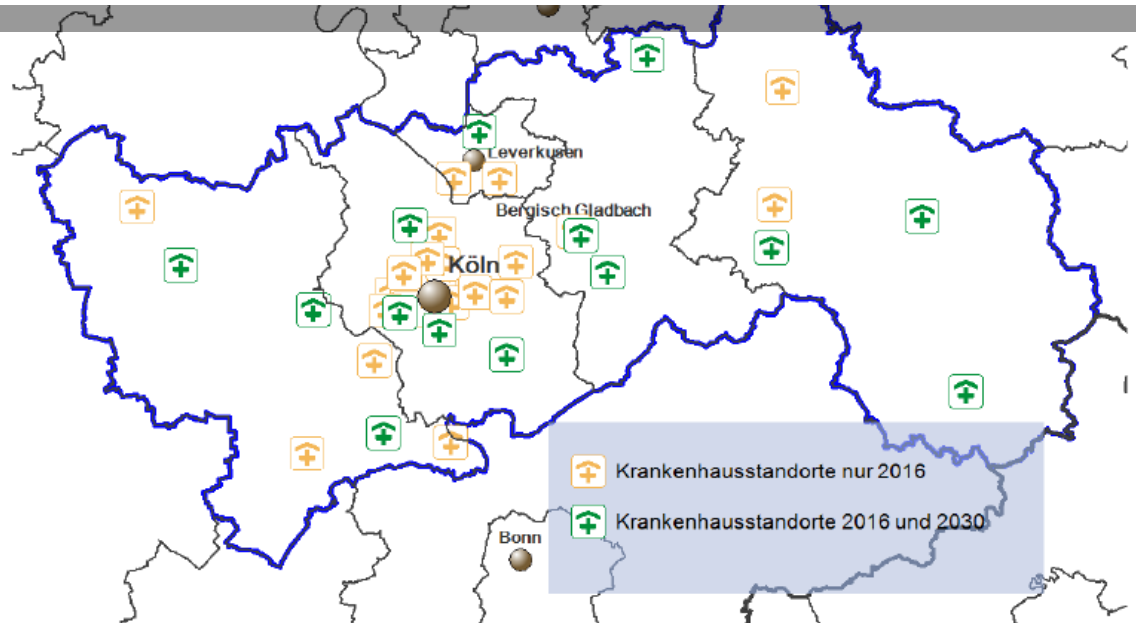 Leverkusen
Bergisch Gladbach
Köln
Krankenhausstandorte nur 2016
Krankenhausstandorte 2016 und 2030
Bonn